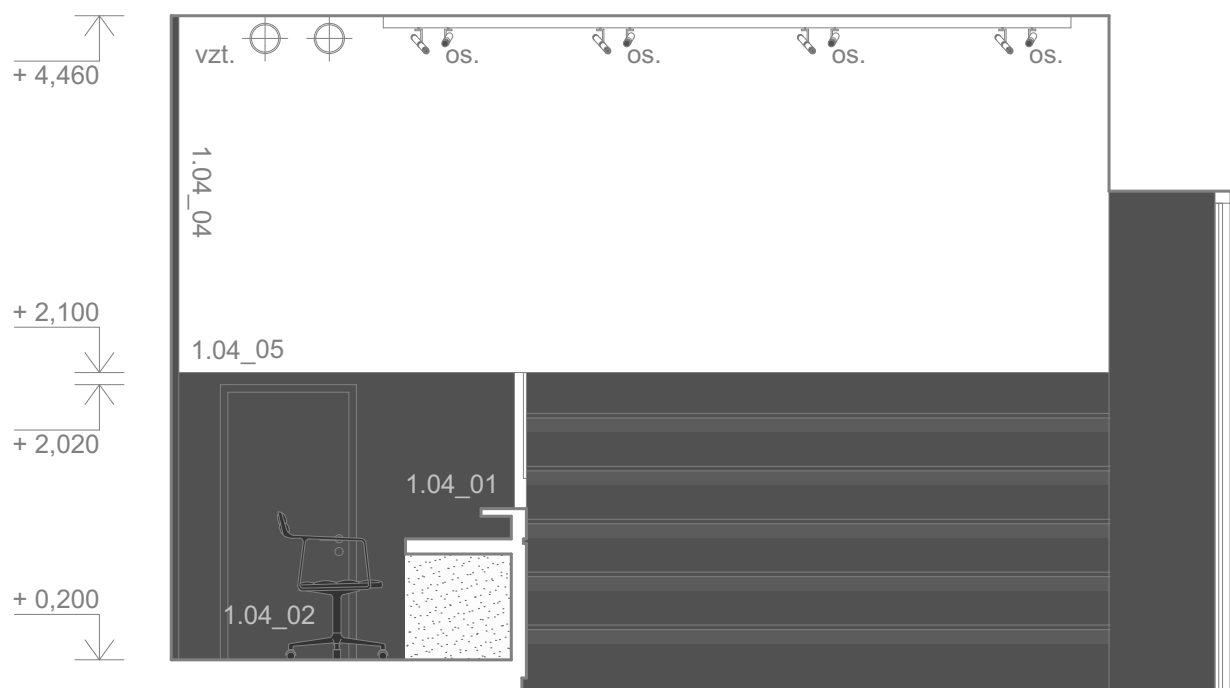 vzt.
os.
os.
os.
os.
+ 4,460
1.04_04
+ 2,100
1.04_05
+ 2,020
1.04_01
+ 0,200
1.04_02